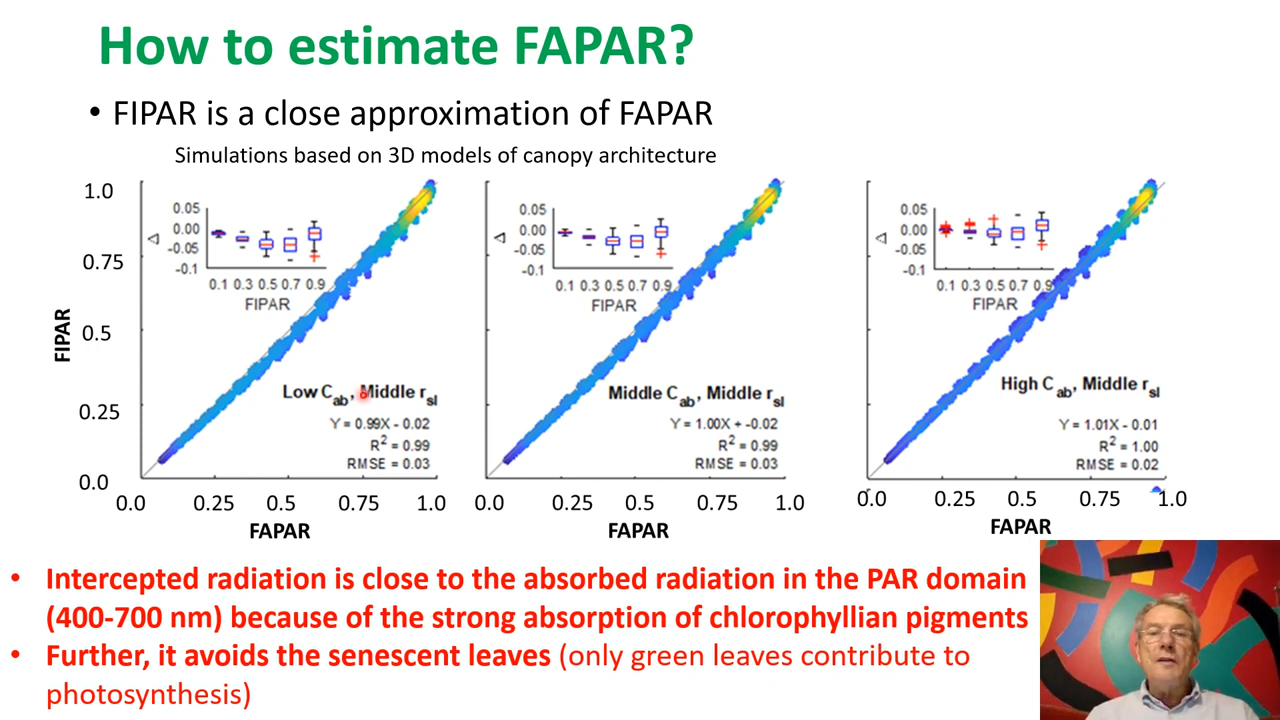 How to estimate FAPAR?
• FIPAR is a close approximation of FAPAR
Simulations based on 3D models of canopy architecture
FIPAR
1.0
0.75
0.5
0.25
0.0
Δ
0.05
0.00
-0.05
-0.1
0.1 0.3 0.5 0.7 0.9
FIPAR
Low Cab, Middle rsl
Y = 0.99X - 0.02
R2 = 0.99
RMSE = 0.03
0.0 0.25 0.5 0.75 1.0
FAPAR
Δ
0.05
0.00
-0.05
-0.1
0.1 0.3 0.5 0.7 0.9
FIPAR
Middle Cab, Middle rsl
Y = 1.00X + -0.02
R2 = 0.99
RMSE = 0.03
0.0 0.25 0.5 0.75 1.0
FAPAR
Δ
0.05
0.00
-0.05
-0.1
0.1 0.3 0.5 0.7 0.9
FIPAR
High Cab, Middle rsl
Y = 1.01X - 0.01
R2 = 1.00
RMSE = 0.02
0.0 0.25 0.5 0.75 1.0
FAPAR
• Intercepted radiation is close to the absorbed radiation in the PAR domain
(400-700 nm) because of the strong absorption of chlorophyllian pigments
• Further, it avoids the senescent leaves (only green leaves contribute to
photosynthesis)